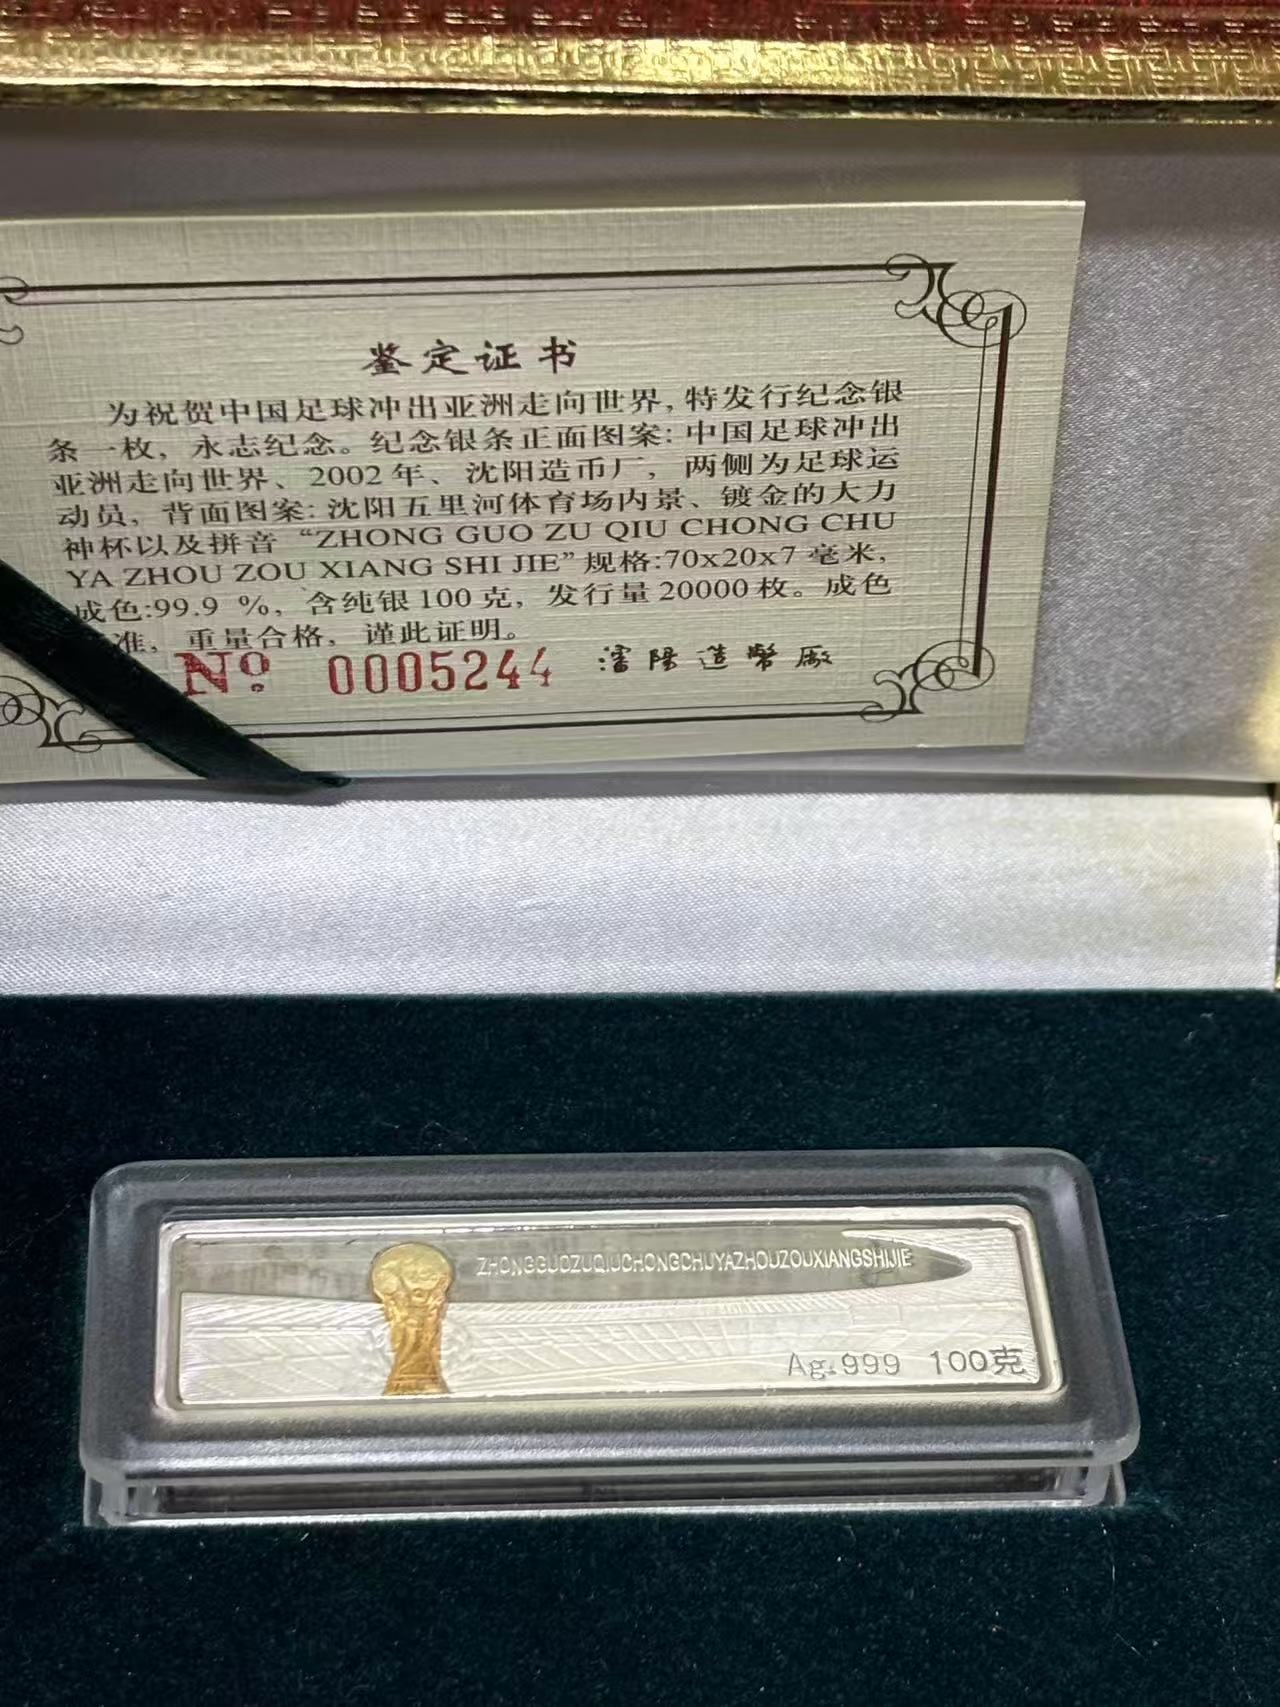 鉴定证书
为祝贺中国足球冲出亚洲走向世界，特发行纪念银
条一枚，永志纪念。纪念银条正面图案：中国足球冲出
亚洲走向世界、2002年、沈阳造币厂，两侧为足球运
动员，背面图案：沈阳五里河体育场内景、镀金的大力
神杯以及拼音“ZHONG GUO ZU QIU CHONG CHU
YA ZHOU ZOU XIANG SHI JIE”规格:70x20x7毫米，
成色:99.9 %，含纯银100克，发行量20000枚。成色
准，重量合格，谨此证明。
Nº 0005244 瀋陽造幣廠
ZHONGGUOZUQIUCHONGCHUYAZHOUZOUXIANGSHIJIE
Ag.999 100克